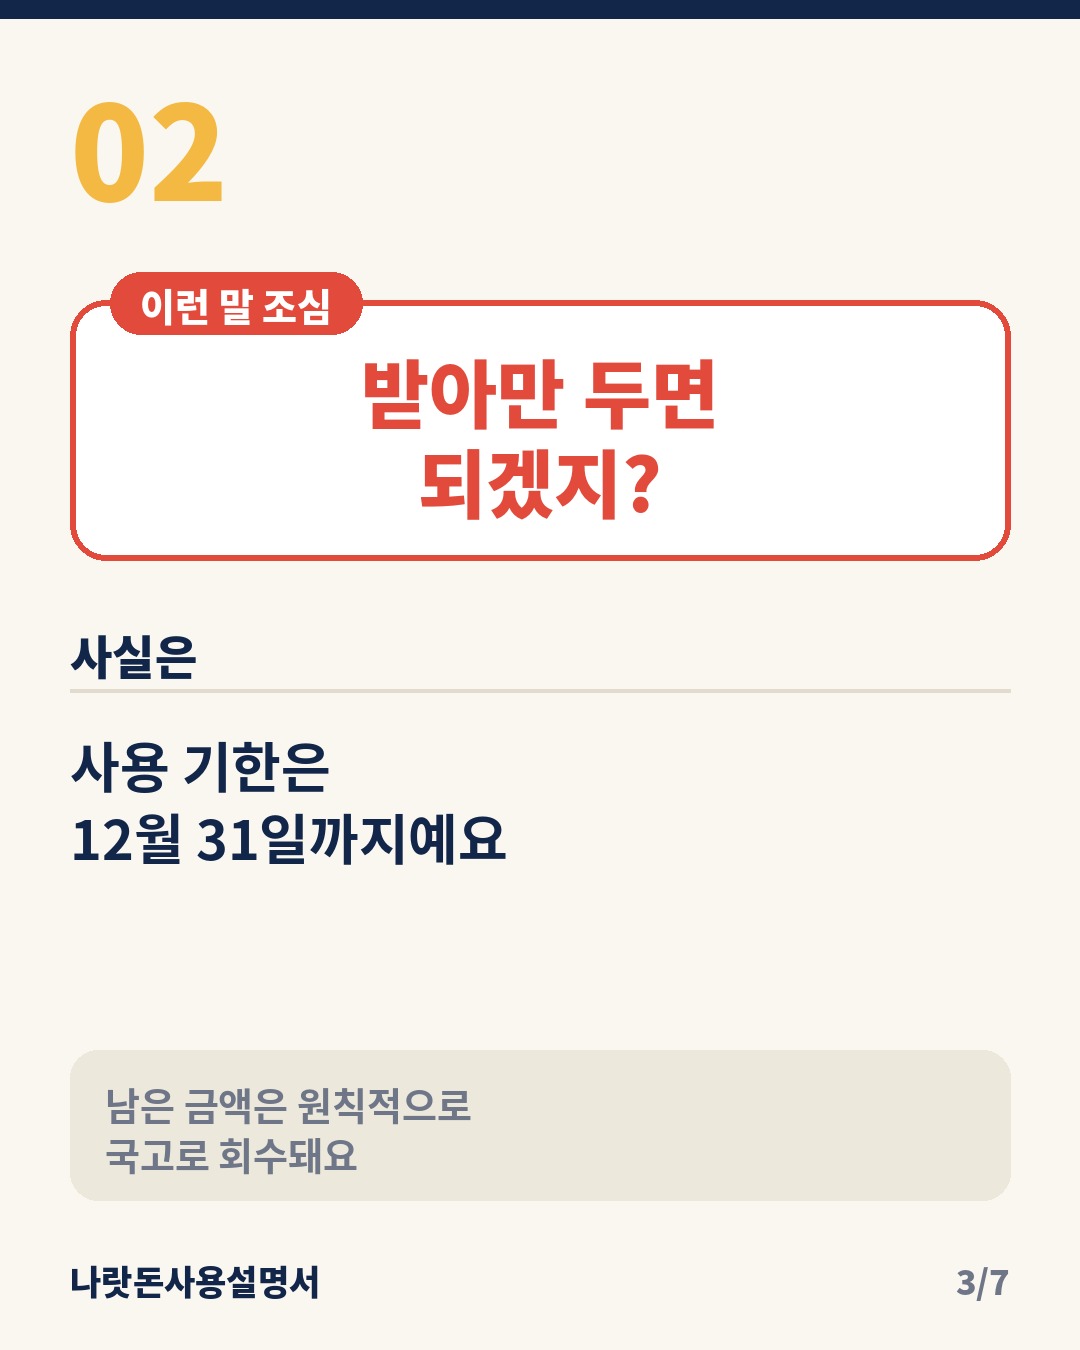 02
이런 말 조심
받아만 두면
되겠지?
사실은
사용 기한은
12월 31일까지예요
남은 금액은 원칙적으로
국고로 회수돼요
나랏돈사용설명서
3/7